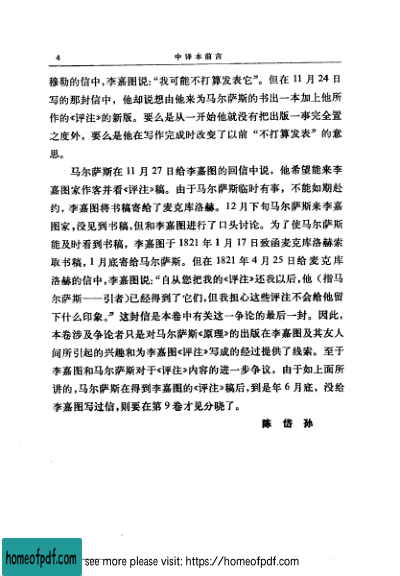 4
中译本前言
穆勒的信中,李嘉图说:“我可能不打算发表它”。但在 11 月 24 日
写的那封信中，他却说想由他来为马尔萨斯的书出一本加上他所
作的《评注》的新版。要么是从一开始他就没有把出版一事完全置
之度外，要么是他在写作完成时改变了以前“不打算发表”的意
思。
马尔萨斯在 11 月 27 日给李嘉图的回信中说，他希望能来李
嘉图家作客并看《评注》稿。由于马尔萨斯临时有事，不能如期赴
约，李嘉图将书稿寄给了麦克库洛赫。12 月下旬马尔萨斯来李嘉
图家，没见到书稿，但和李嘉图进行了口头讨论。为了使马尔萨斯
能及时看到书稿，李嘉图于 1821 年 1 月 17 日致函麦克库洛赫索
取书稿，1 月底寄给马尔萨斯。但在 1821 年 4 月 25 日给麦克库
洛赫的信中，李嘉图说：“自从您把我的《评注》还我以后，他（指马
尔萨斯——引者）已经得到了它们，但我担心这些评注不会给他留
下什么印象。”这封信是本卷中有关这一争论的最后一封。因此，
本卷涉及争论者只是对马尔萨斯《原理》的出版在李嘉图及其友人
间所引起的兴趣和为李嘉图《评注》写成的经过提供了线索。至于
李嘉图和马尔萨斯对于《评注》内容的进一步争议，由于如上面所
讲的，马尔萨斯在得到李嘉图的《评注》稿后，到是年 6 月底，没给
李嘉图写过信，则要在第 9 卷才见分晓了。
陈岱孙
homeofpdf.com
see more please visit: https://homeofpdf.com